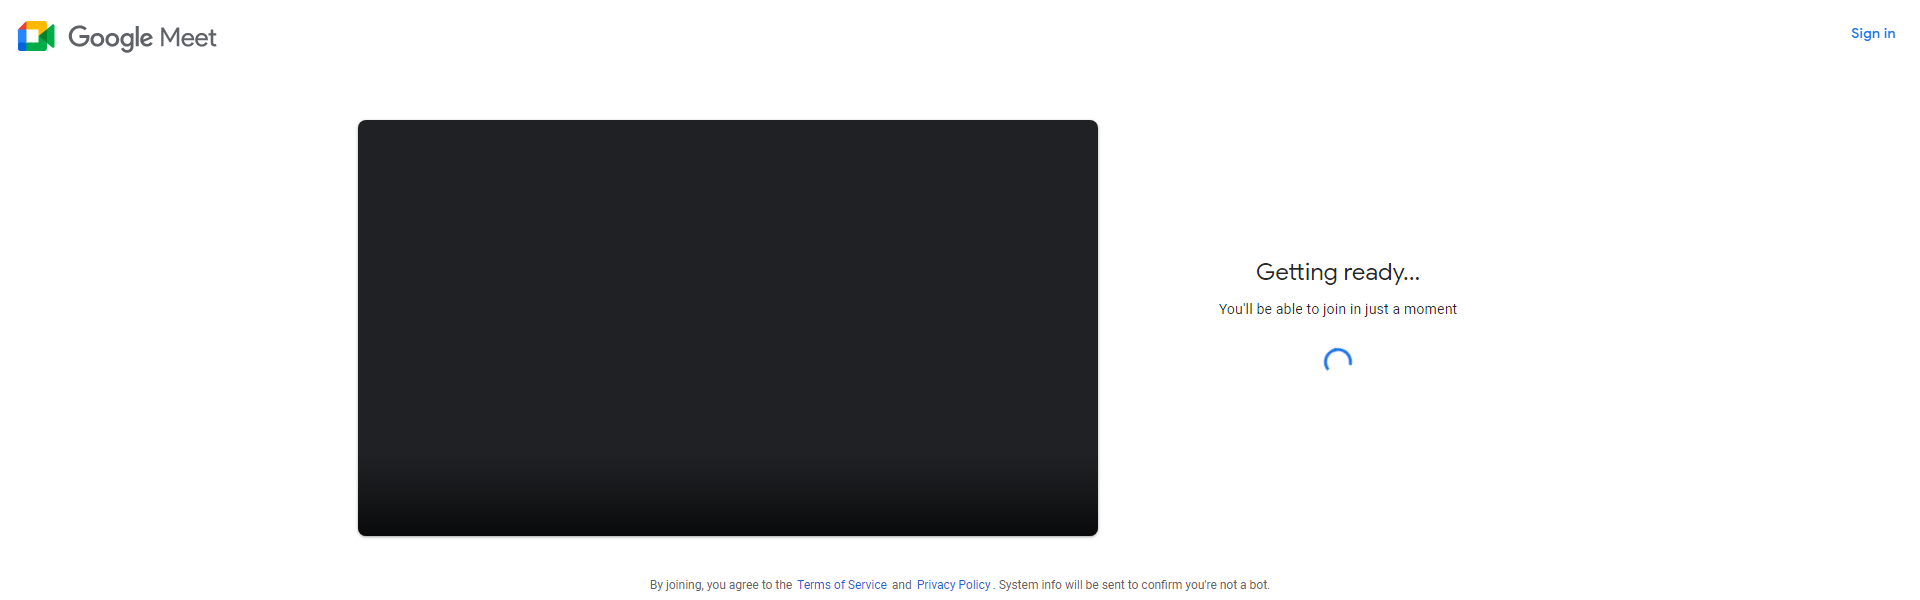 Google Meet
Sign in
Getting ready...
You'll be able to join in just a moment
By joining, you agree to the Terms of Service and Privacy Policy. System info will be sent to confirm you're not a bot.